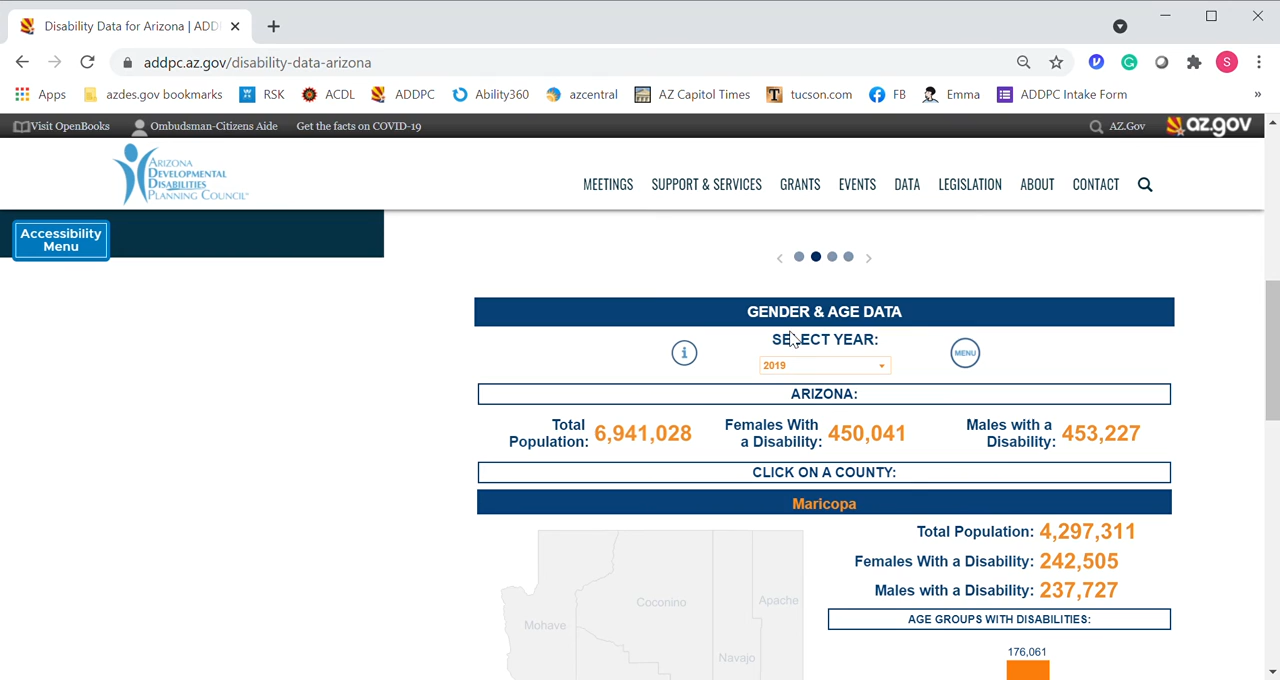 Disability Data for Arizona | ADDP
addpc.az.gov/disability-data-arizona
S
Apps azdes.gov bookmarks RSK ACDL ADDPC Ability360 azcentral AZ Capitol Times tucson.com FB Emma ADDPC Intake Form »
Visit OpenBooks Ombudsman-Citizens Aide Get the facts on COVID-19 AZ.Gov az.gov
ARIZONA
DEVELOPMENTAL
DISABILITIES
PLANNING COUNCIL
MEETINGS SUPPORT & SERVICES GRANTS EVENTS DATA LEGISLATION ABOUT CONTACT
Accessibility
Menu
GENDER & AGE DATA
SELECT YEAR:
i 2019 MENU
ARIZONA:
Total Population: 6,941,028 Females With a Disability: 450,041 Males with a Disability: 453,227
CLICK ON A COUNTY:
Maricopa
Total Population: 4,297,311
Females With a Disability: 242,505
Males with a Disability: 237,727
AGE GROUPS WITH DISABILITIES:
176,061
Coconino
Apache
Mohave
Navajo